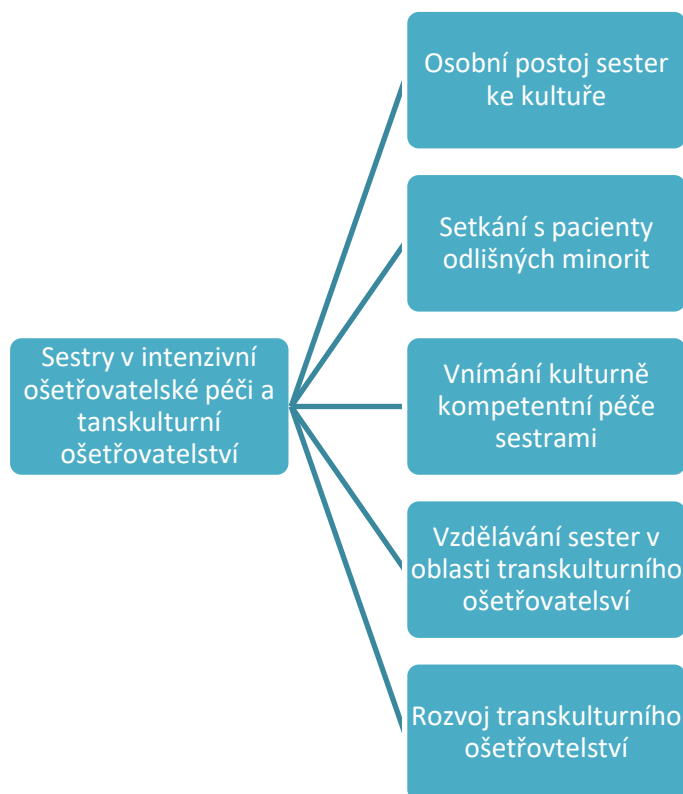 Osobní postoj sester
ke kultuře
Setkání s pacienty
odlišných minorit
Sestry v intenzivní
ošetřovatelské péči a
tanskulturní
ošetřovatelství
Vnímání kulturně
kompetentní péče
sestrami
Vzdělávání sester v
oblasti transkulturního
ošetřovatelsví
Rozvoj transkulturního
ošetřovtelství